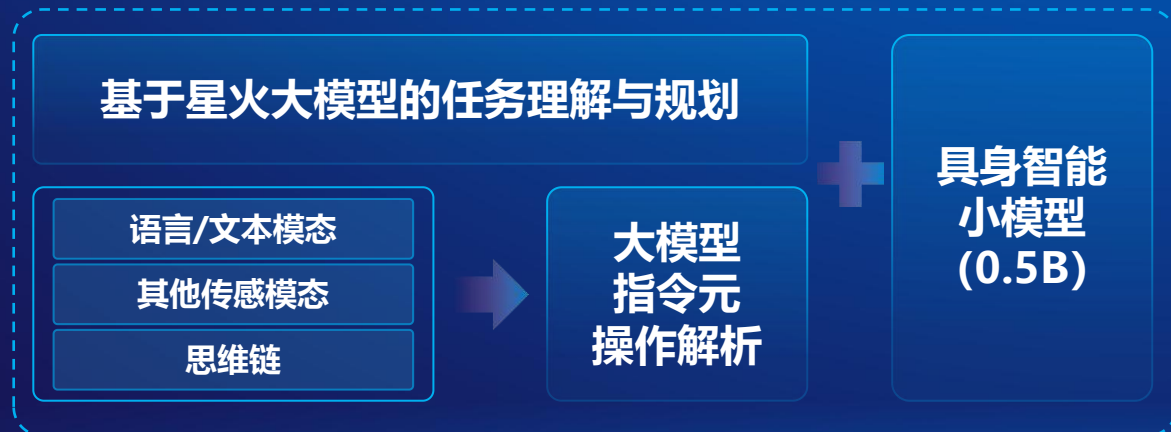 基于星火大模型的任务理解与规划
语言/文本模态
其他传感模态
思维链
大模型
指令元
操作解析
具身智能
小模型
(0.5B)